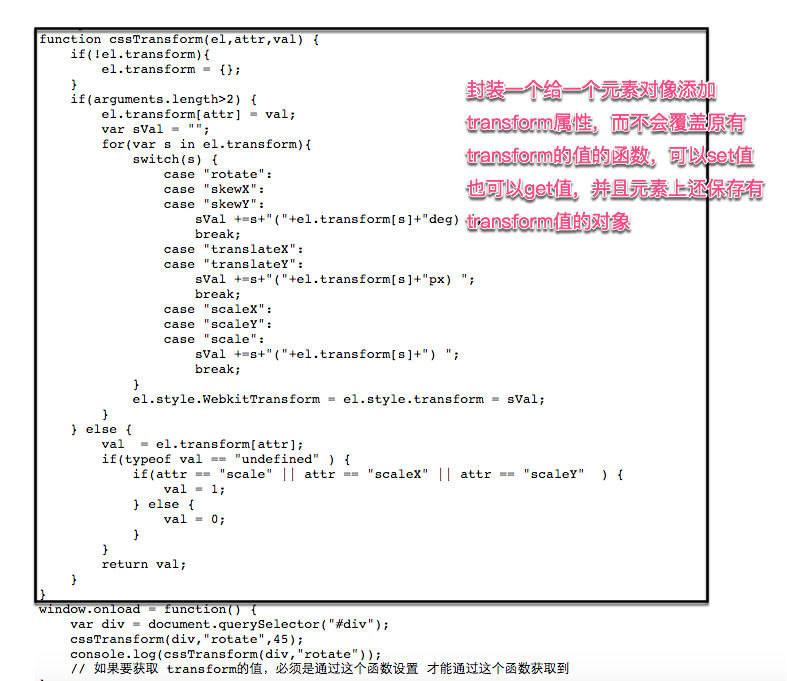 function cssTransform(el,attr,val) {
if(!el.transform){
el.transform = {};
}
if(arguments.length>2) {
el.transform[attr] = val;
var sVal = "";
for(var s in el.transform){
switch(s) {
case "rotate":
case "skewX":
case "skewY":
sVal +=s+"("+el.transform[s]+"deg)
break;
case "translateX":
case "translateY":
sVal +=s+"("+el.transform[s]+"px) ";
break;
case "scaleX":
case "scaleY":
case "scale":
sVal +=s+"("+el.transform[s]+") ";
break;
}
el.style.WebkitTransform = el.style.transform = sVal;
}
} else {
val  = el.transform[attr];
if(typeof val == "undefined" ) {
if(attr == "scale" || attr == "scaleX" || attr == "scaleY"  ) {
val = 1;
} else {
val = 0;
}
}
return val;
}
}
window.onload = function() {
var div = document.querySelector("#div");
cssTransform(div,"rotate",45);
console.log(cssTransform(div,"rotate"));
// 如果要获取 transform的值，必须是通过这个函数设置 才能通过这个函数获取到
封装一个给一个元素对像添加
transform属性，而不会覆盖原有
transform的值的函数，可以set值
也可以get值，并且元素上还保存有
transform值的对象